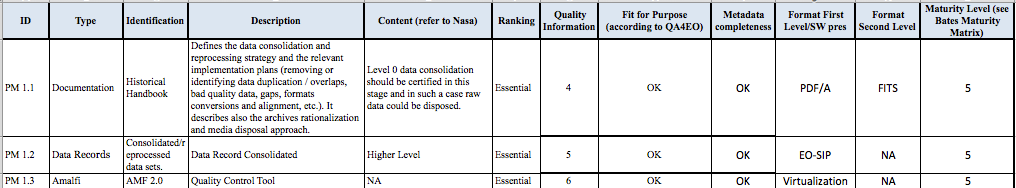 ID Type Identification Description Content (refer to Nasa) Ranking Quality Information Fit for Purpose (according to QA4EO) Metadata completeness Format First Level/SW pres Format Second Level Maturity Level (see Bates Maturity Matrix)
PM 1.1 Documentation Historical Handbook
Defines the data consolidation and
reprocessing strategy and the relevant
implementation plans (removing or
identifying data duplication / overlaps,
bad quality data, gaps, formats
conversions and alignment, etc.). It
describes also the archives rationalization
and media disposal approach.
Level 0 data consolidation
should be certified in this
stage and in such a case raw
data could be disposed.
Essential 4 OK OK PDF/A FITS 5
PM 1.2 Data Records
Consolidated/r
eprocessed
data sets.
Data Record Consolidated Higher Level Essential 5 OK OK EO-SIP NA 5
PM 1.3 Amalfi AMF 2.0 Quality Control Tool NA Essential 6 OK OK Virtualization NA 5